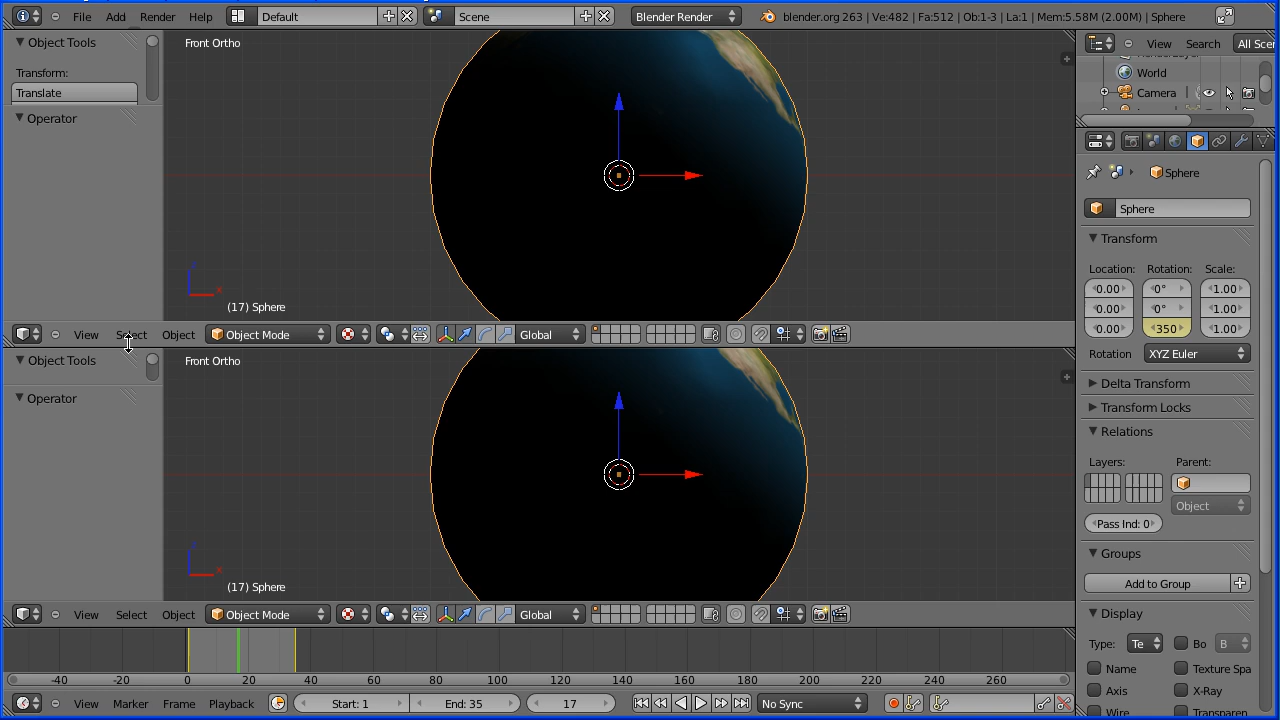 File Add Render Help Default Scene Blender Render blender.org 263 | Ve:482 | Fa:512 | Ob:1-3 | La:1 | Mem:5.58M (2.00M) | Sphere
Object Tools
Transform:
Translate
Operator
Front Ortho
(17) Sphere
View Select Object Object Mode Global
Object Tools
Operator
Front Ortho
(17) Sphere
View Select Object Object Mode Global
-40 -20 0 20 40 60 80 100 120 140 160 180 200 220 240 260
View Marker Frame Playback Start: 1 End: 35 17 No Sync
View Search All Scen
World
Camera
Sphere
Sphere
Transform
Location: Rotation: Scale:
0.00 0° 1.00
0.00 0° 1.00
0.00 350 1.00
Rotation XYZ Euler
Delta Transform
Transform Locks
Relations
Layers: Parent:
Object
Pass Ind: 0
Groups
Add to Group
Display
Type: Te Bo B
Name Texture Spa
Axis X-Ray
Wire Transparen